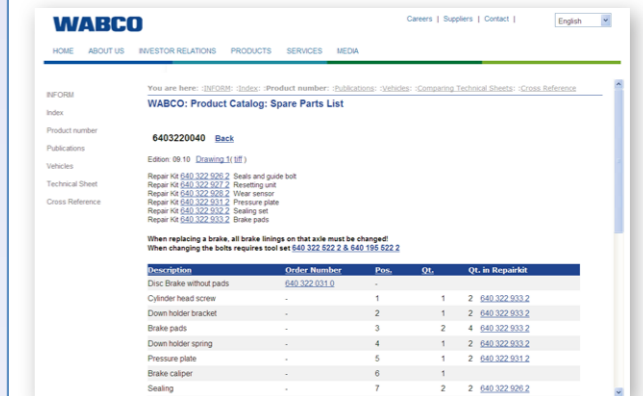 WABCO
Careers | Suppliers | Contact |
English
HOME ABOUT US INVESTOR RELATIONS PRODUCTS SERVICES MEDIA
INFORM
Index
Product number
Publications
Vehicles
Technical Sheet
Cross Reference
You are here: :INFORM: :Index: :Product number: :Publications: :Vehicles: :Comparing Technical Sheets: :Cross Reference
WABCO: Product Catalog: Spare Parts List
6403220040 Back
Edition: 09.10 Drawing 1( tiff )
Repair Kit 640 322 926 2 Seals and guide bolt
Repair Kit 640 322 927 2 Resetting unit
Repair Kit 640 322 928 2 Wear sensor
Repair Kit 640 322 931 2 Pressure plate
Repair Kit 640 322 932 2 Sealing set
Repair Kit 640 322 933 2 Brake pads
When replacing a brake, all brake linings on that axle must be changed!
When changing the bolts requires tool set 640 322 522 2 & 640 195 522 2
Description Order Number Pos. Qt. Qt. in Repairkit
Disc Brake without pads 640 322 031 0 -
Cylinder head screw - 1 1 2 640 322 933 2
Down holder bracket - 2 1 2 640 322 933 2
Brake pads - 3 2 4 640 322 933 2
Down holder spring - 4 1 2 640 322 933 2
Pressure plate - 5 1 2 640 322 931 2
Brake caliper - 6 1
Sealing - 7 2 2 640 322 926 2